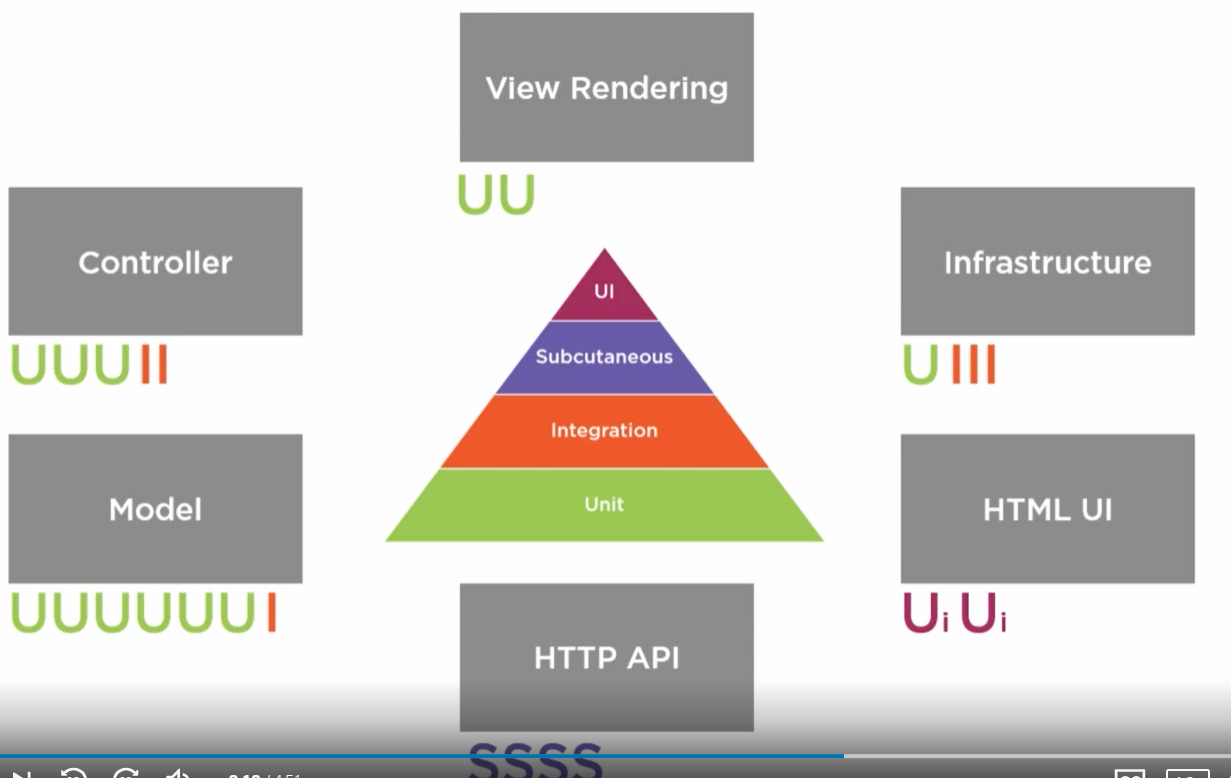 View Rendering
UU
Controller
UUUII
Infrastructure
UIII
UI
Subcutaneous
Integration
Unit
Model
UUUUUUI
HTML UI
Ui Ui
HTTP API
SSSS